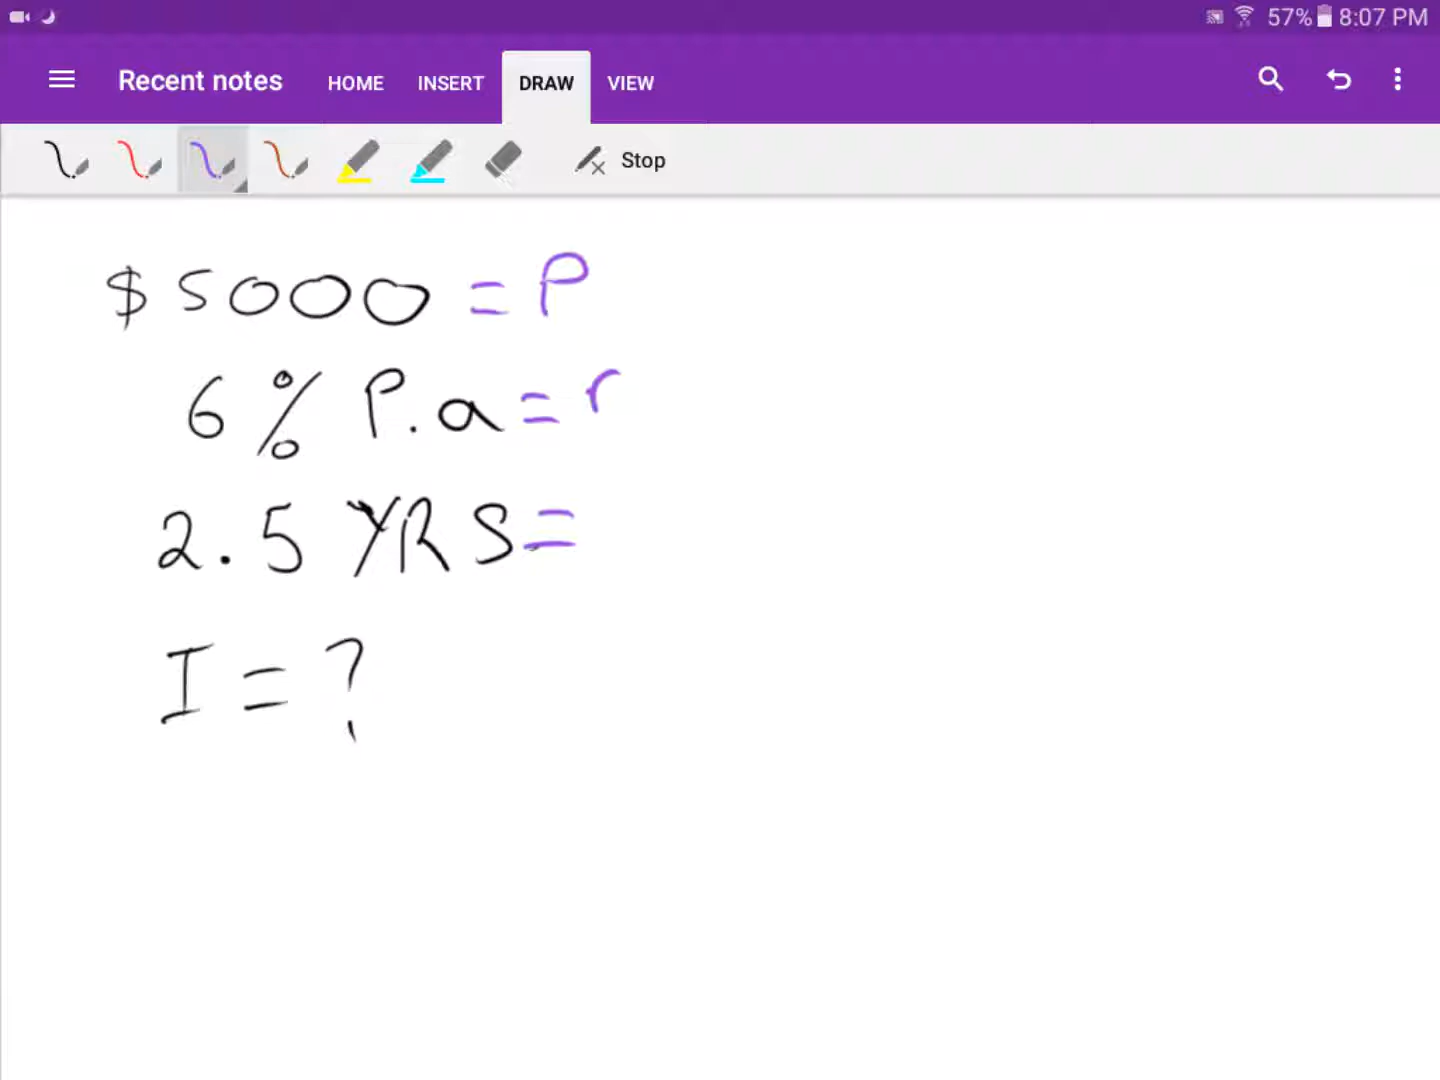 57% 8:07 PM
Recent notes HOME INSERT DRAW VIEW
Stop
$5000 = P
6% P.a = r
2.5 YRS =
I = ?